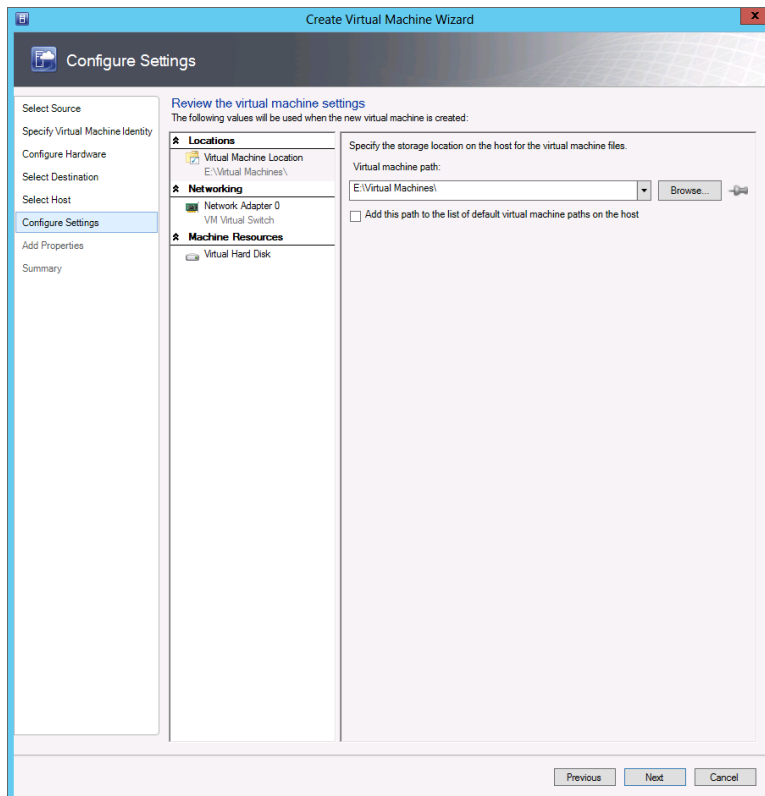 Create Virtual Machine Wizard
x
Configure Settings
Select Source
Specify Virtual Machine Identity
Configure Hardware
Select Destination
Select Host
Configure Settings
Add Properties
Summary
Review the virtual machine settings
The following values will be used when the new virtual machine is created:
Locations
Virtual Machine Location
E:\Virtual Machines\
Networking
Network Adapter 0
VM Virtual Switch
Machine Resources
Virtual Hard Disk
Specify the storage location on the host for the virtual machine files.
Virtual machine path:
E:\Virtual Machines\
Browse...
Add this path to the list of default virtual machine paths on the host
Previous
Next
Cancel